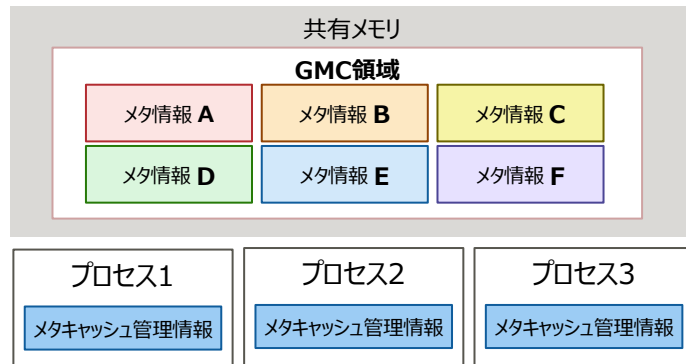 共有メモリ
GMC領域
メタ情報 A
メタ情報 B
メタ情報 C
メタ情報 D
メタ情報 E
メタ情報 F
プロセス1
メタキャッシュ管理情報
プロセス2
メタキャッシュ管理情報
プロセス3
メタキャッシュ管理情報